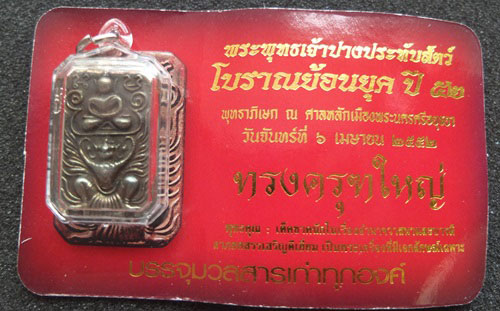 พระพุทธเจ้าปางประทับสัตว์
โบราณย้อนยุค ปี ๕๒
พุทธาภิเษก ณ ศาลหลักเมืองพระนครศรีอยุธยา
วันจันทร์ที่ ๖ เมษายน ๒๕๕๒
ทรงครุฑใหญ่
พุทธคุณ :
บรรจุมวลสารเก่าทุกองค์